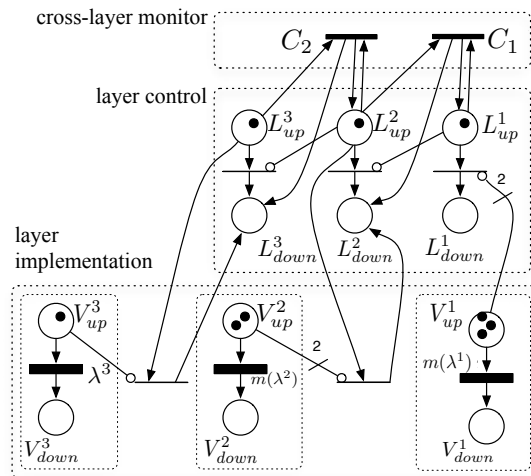 cross-layer monitor
C₂ C₁
layer control
L³ᵤₚ L²ᵤₚ L¹ᵤₚ
2
L³down L²down L¹down
layer
implementation
V³up V²up V¹up
2
λ³ m(λ²) m(λ¹)
V³down V²down V¹down